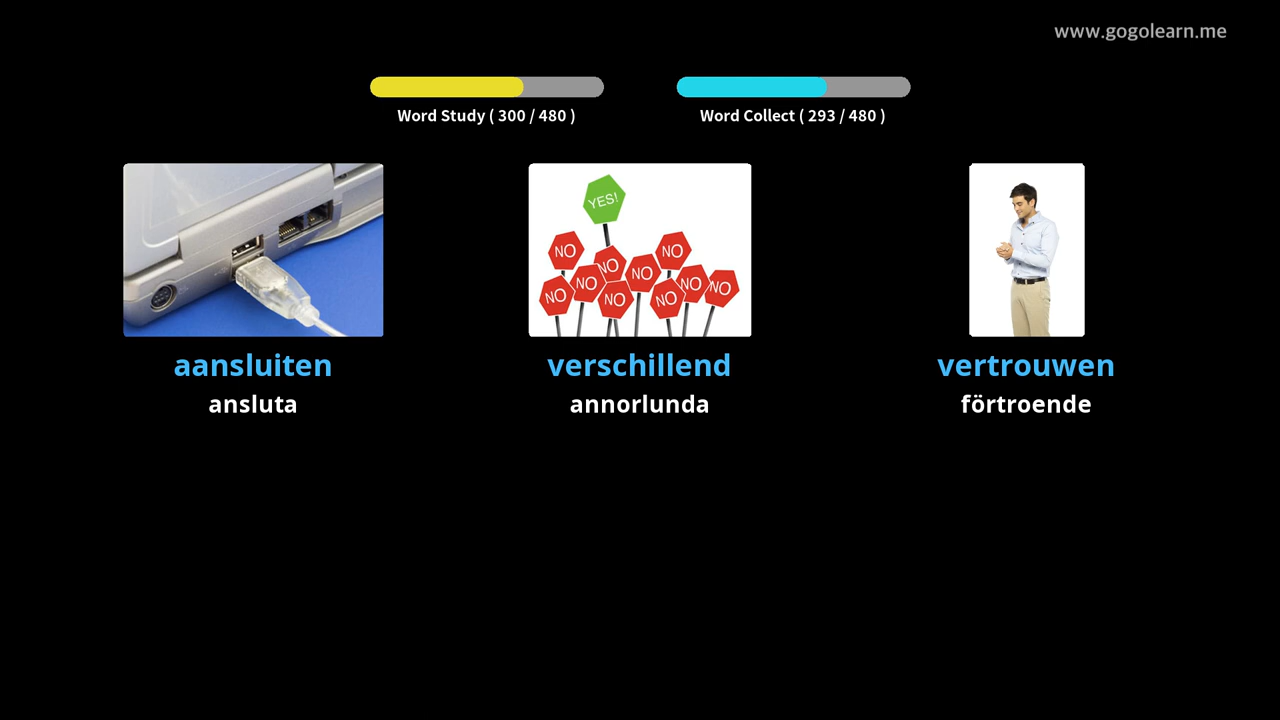 www.gogolearn.me
Word Study ( 300 / 480 )
Word Collect ( 293 / 480 )
YES!
NO
NO
NO
NO
NO
NO
NO
NO
NO
NO
aansluiten
verschillend
vertrouwen
ansluta
annorlunda
förtroende